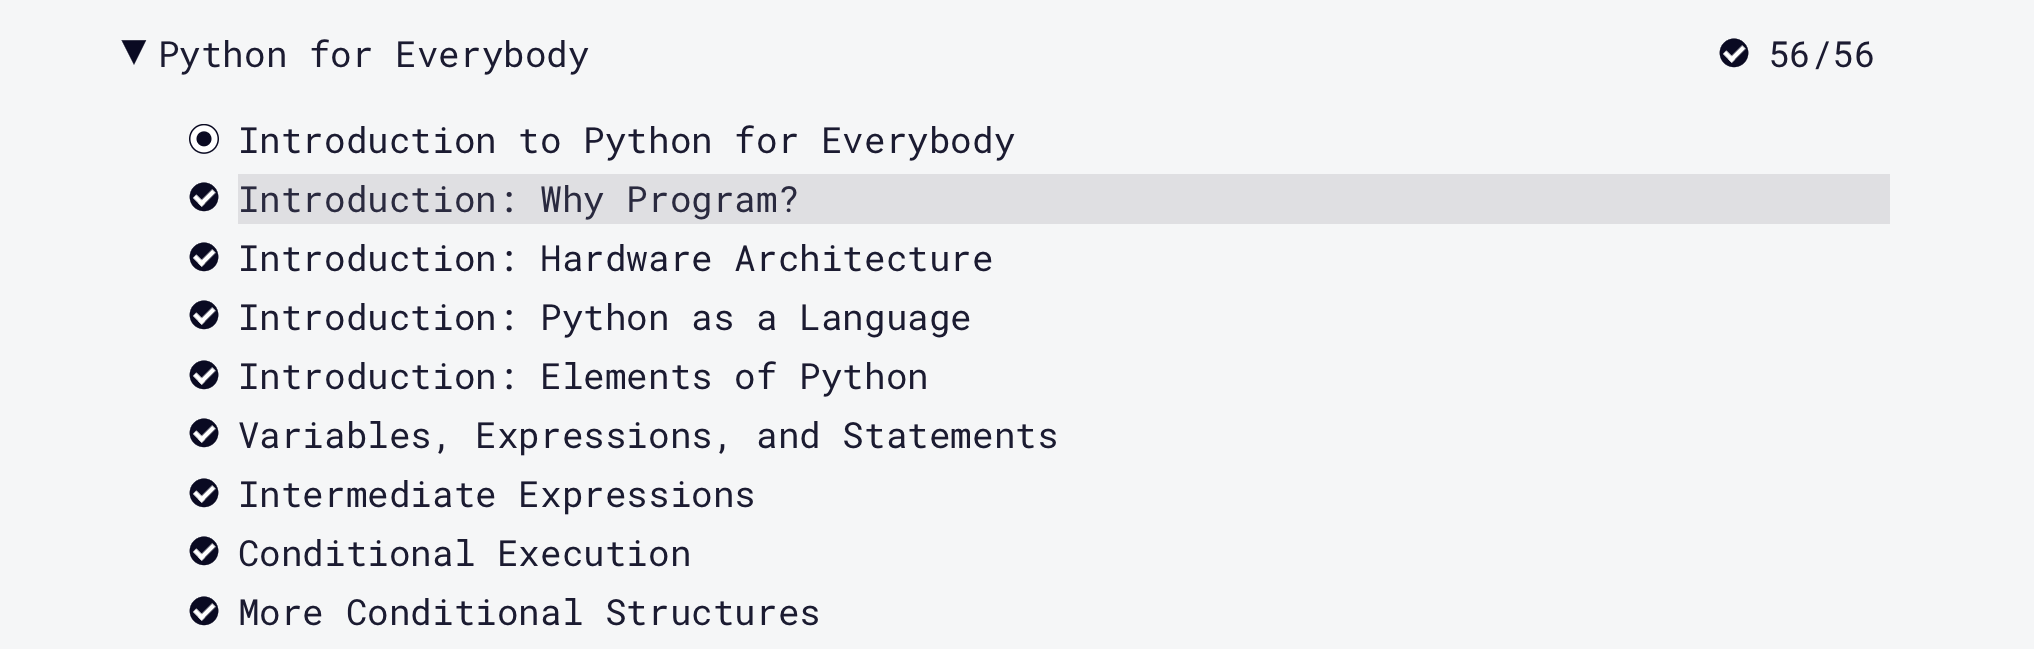 Python for Everybody 56/56
Introduction to Python for Everybody
Introduction: Why Program?
Introduction: Hardware Architecture
Introduction: Python as a Language
Introduction: Elements of Python
Variables, Expressions, and Statements
Intermediate Expressions
Conditional Execution
More Conditional Structures